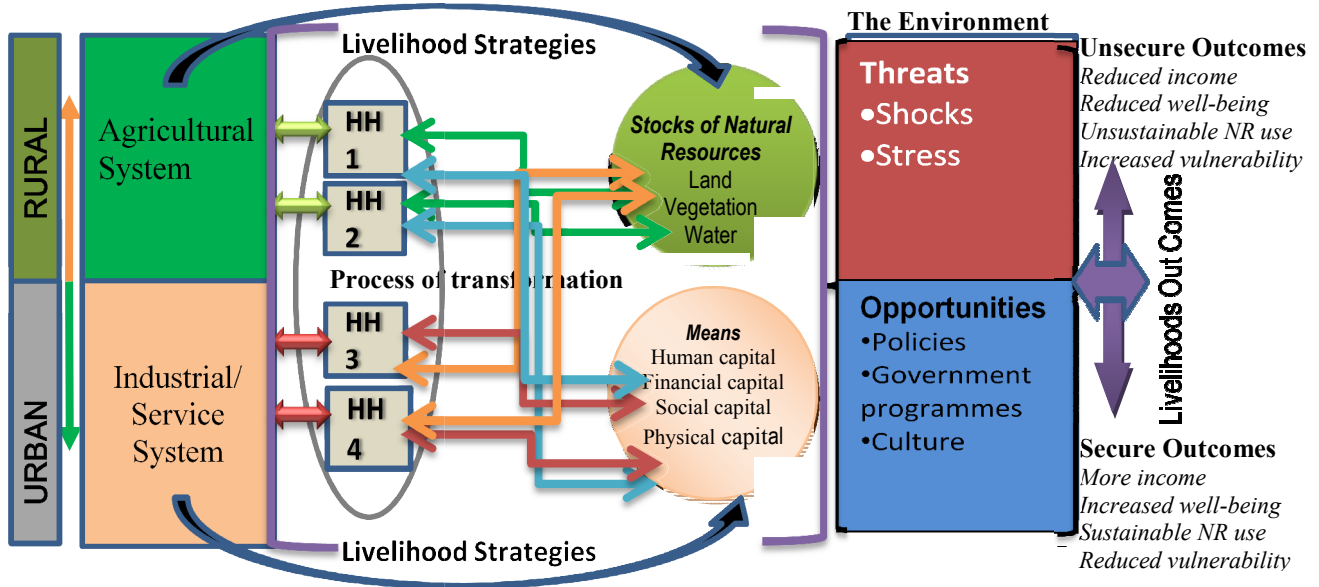 RURAL
URBAN
Agricultural
System
Industrial/
Service
System
Livelihood Strategies
HH
1
HH
2
Process of transformation
HH
3
HH
4
Livelihood Strategies
Stocks of Natural
Resources
Land
Vegetation
Water
Means
Human capital
Financial capital
Social capital
Physical capital
The Environment
Threats
•Shocks
•Stress
Opportunities
•Policies
•Government
programmes
•Culture
Unsecure Outcomes
Reduced income
Reduced well-being
Unsustainable NR use
Increased vulnerability
Livelihoods Out Comes
Secure Outcomes
More income
Increased well-being
Sustainable NR use
Reduced vulnerability